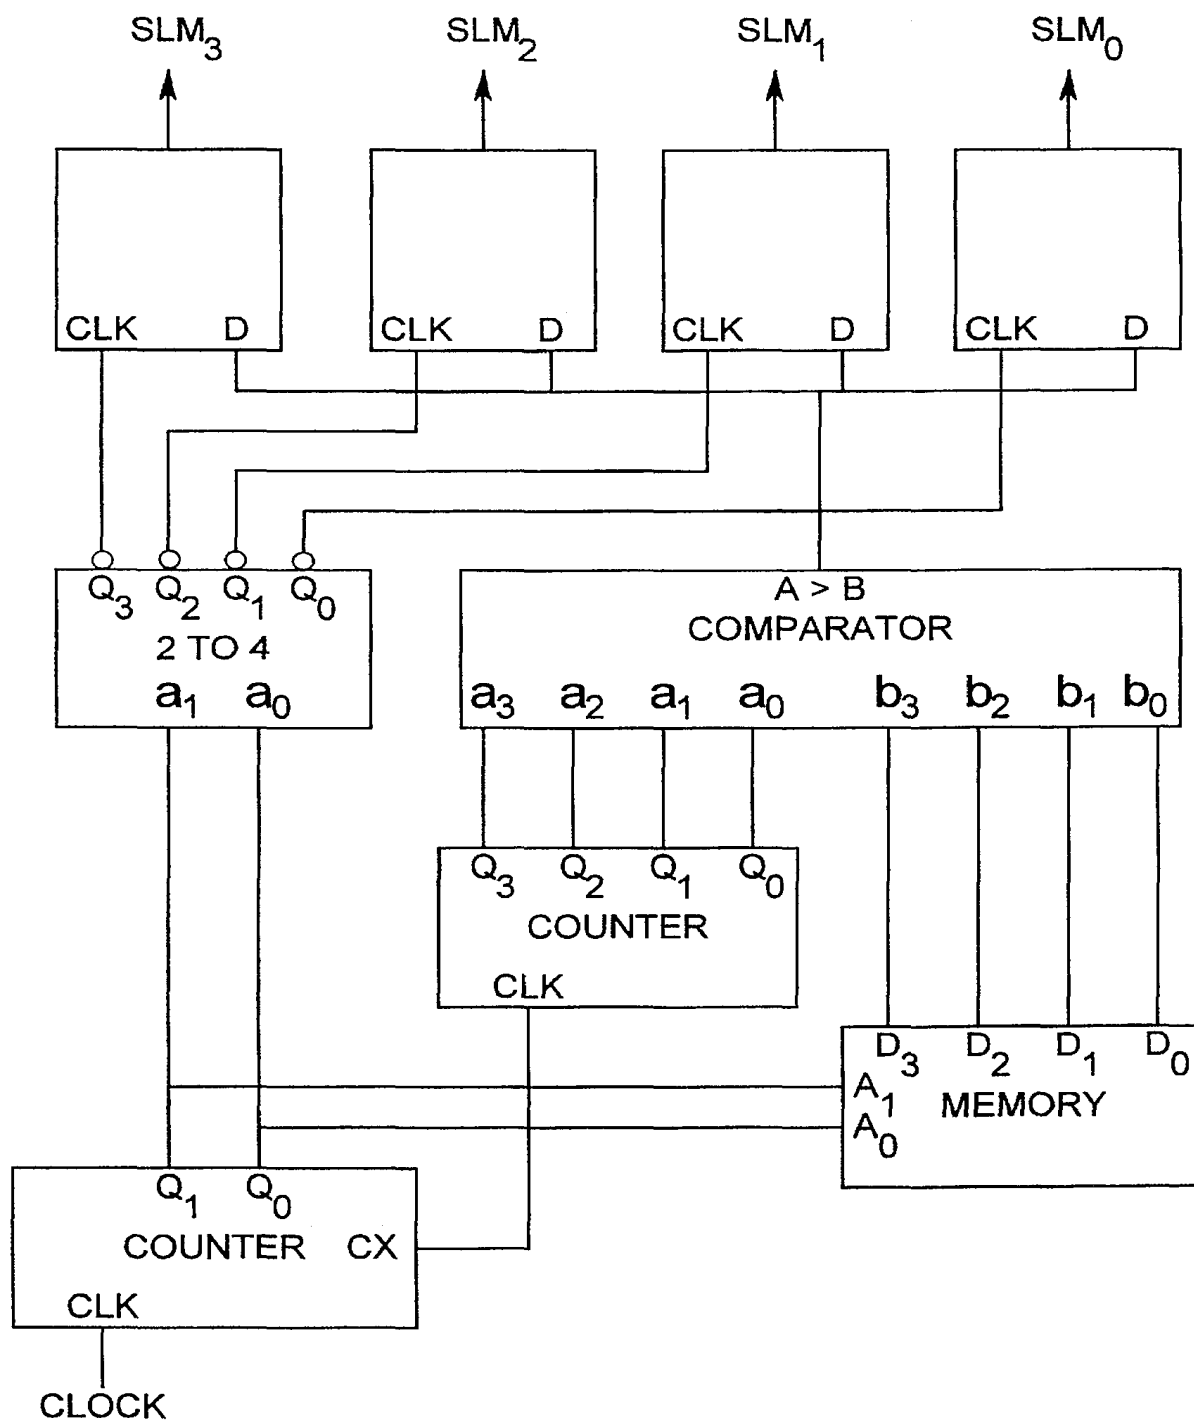 SLM3 SLM2 SLM1 SLM0
CLK D CLK D CLK D CLK D
Q3 Q2 Q1 Q0
2 TO 4
a1 a0
A > B
COMPARATOR
a3 a2 a1 a0 b3 b2 b1 b0
Q3 Q2 Q1 Q0
COUNTER
CLK
D3 D2 D1 D0
A1 MEMORY
A0
Q1 Q0
COUNTER CX
CLK
CLOCK